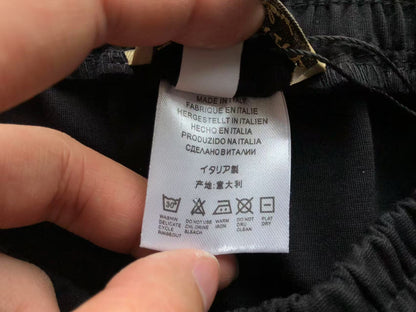 MADE IN ITALY
FABRIQUE EN ITALIE
HERGESTELLT IN ITALIEN
HECHO EN ITALIA
PRODUZIDO NA ITALIA
СДЕЛАНО В ИТАЛИИ
イタリア製
产地:意大利
30°
WARMIN DELICATE CYCLE RINSEOUT
DO NOT USE CHLORINE BLEACH
WARM IRON
DO NOT DRY CLEAN
FLAT DRY